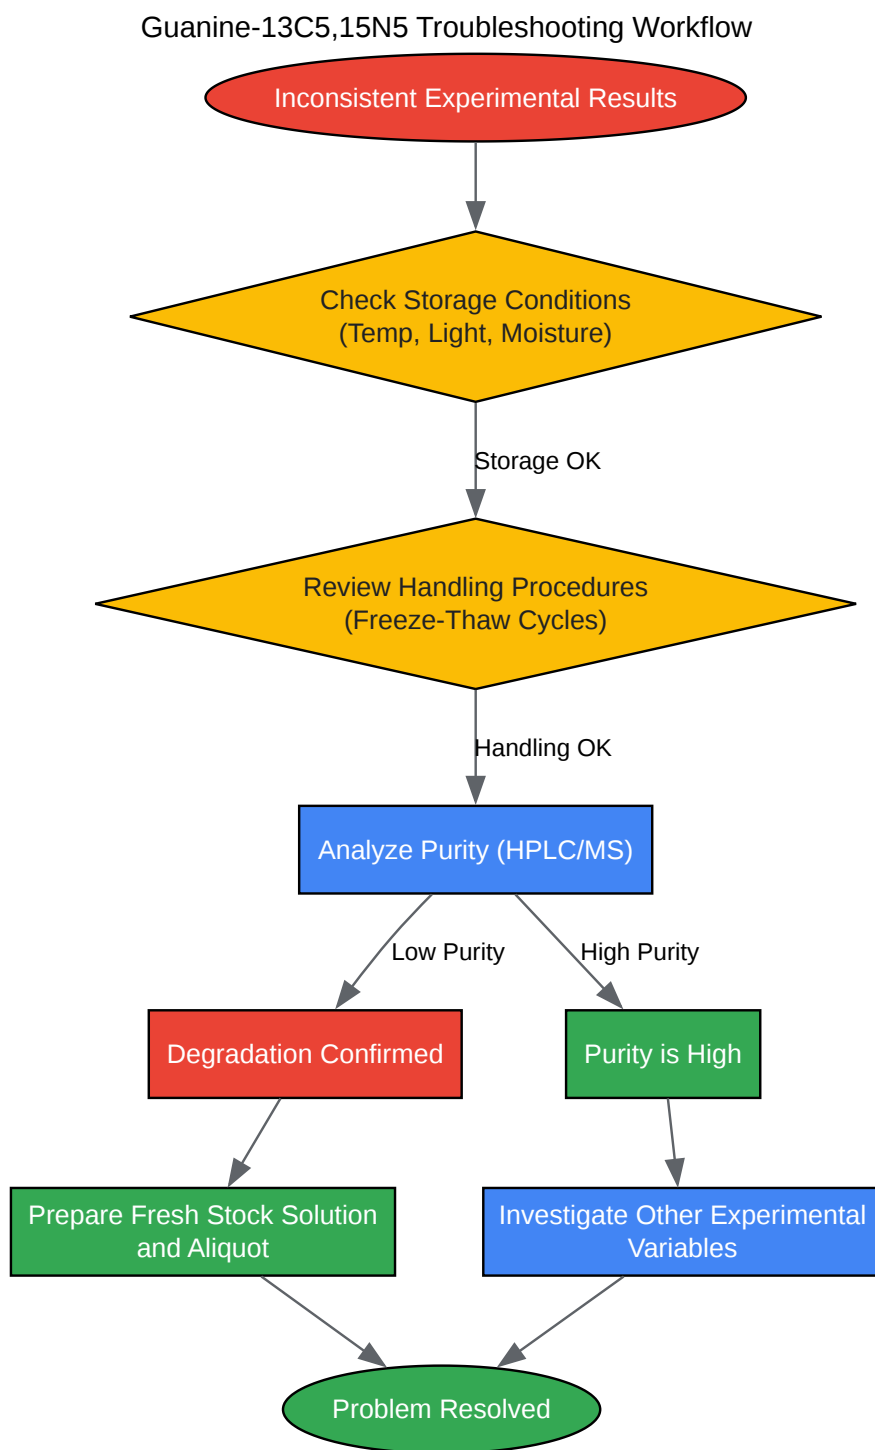 Guanine-13C5,15N5 Troubleshooting Workflow
Inconsistent Experimental Results
Check Storage Conditions
(Temp, Light, Moisture)
Storage OK
Review Handling Procedures
(Freeze-Thaw Cycles)
Handling OK
Analyze Purity (HPLC/MS)
Low Purity
High Purity
Degradation Confirmed
Purity is High
Prepare Fresh Stock Solution
and Aliquot
Investigate Other Experimental
Variables
Problem Resolved